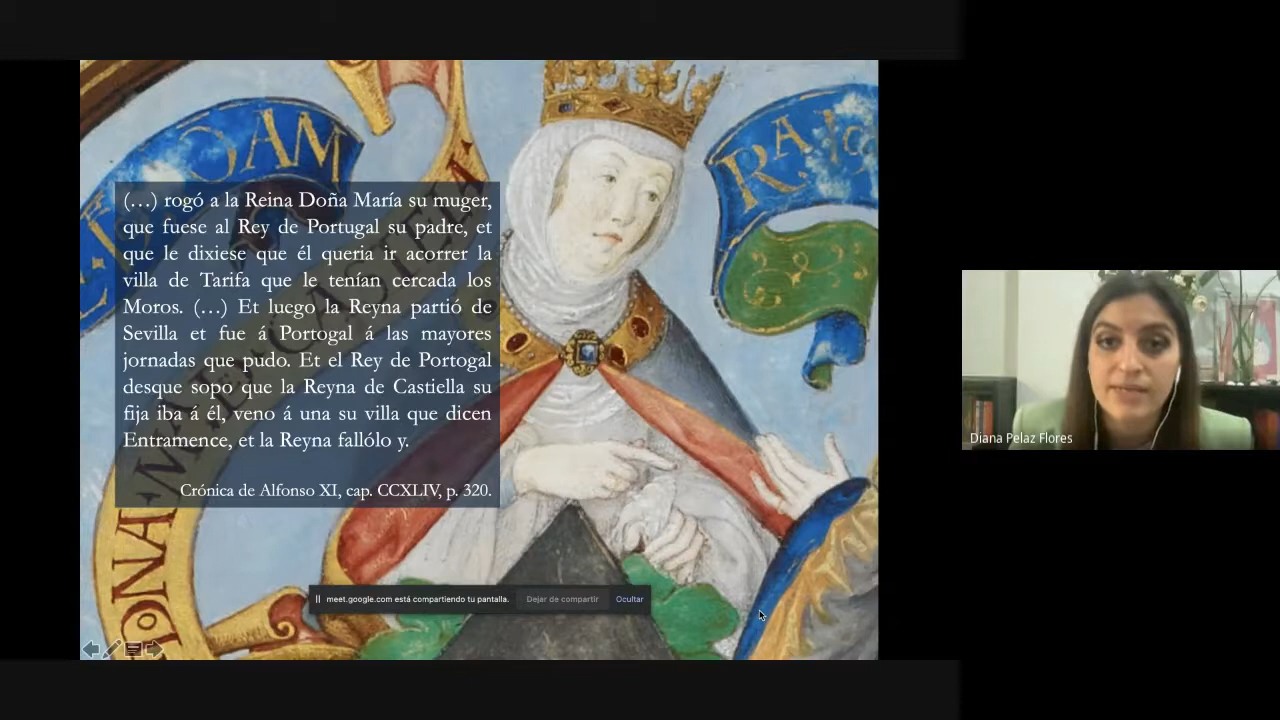 (…) rogó a la Reina Doña María su muger,
que fuese al Rey de Portugal su padre, et
que le dixiese que él queria ir acorrer la
villa de Tarifa que le tenían cercada los
Moros. (…) Et luego la Reyna partió de
Sevilla et fue á Portogal á las mayores
jornadas que pudo. Et el Rey de Portogal
desque sopo que la Reyna de Castiella su
fija iba á él, veno á una su villa que dicen
Entramence, et la Reyna fallólo y.
Crónica de Alfonso XI, cap. CCXLIV, p. 320.
meet.google.com está compartiendo tu pantalla.
Dejar de compartir
Ocultar
Diana Pelaz Flores